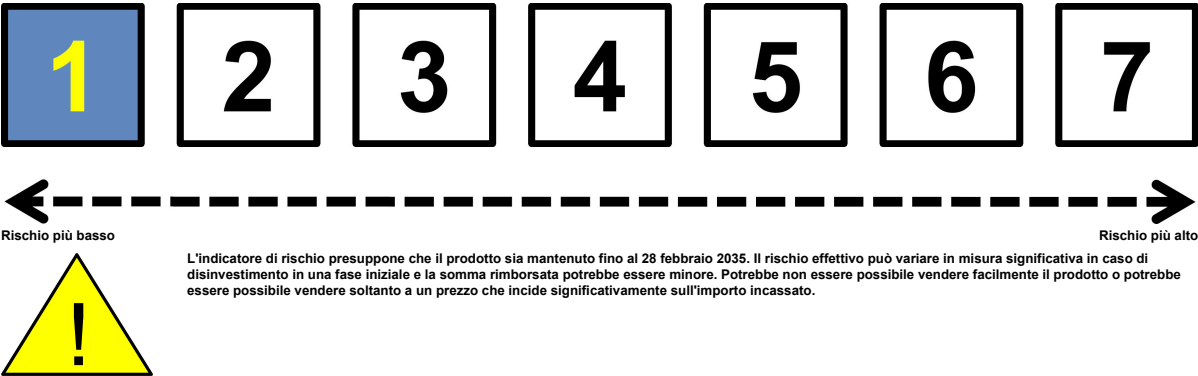 1 2 3 4 5 6 7
Rischio più basso Rischio più alto
L'indicatore di rischio presuppone che il prodotto sia mantenuto fino al 28 febbraio 2035. Il rischio effettivo può variare in misura significativa in caso di
disinvestimento in una fase iniziale e la somma rimborsata potrebbe essere minore. Potrebbe non essere possibile vendere facilmente il prodotto o potrebbe
essere possibile vendere soltanto a un prezzo che incide significativamente sull'importo incassato.
!